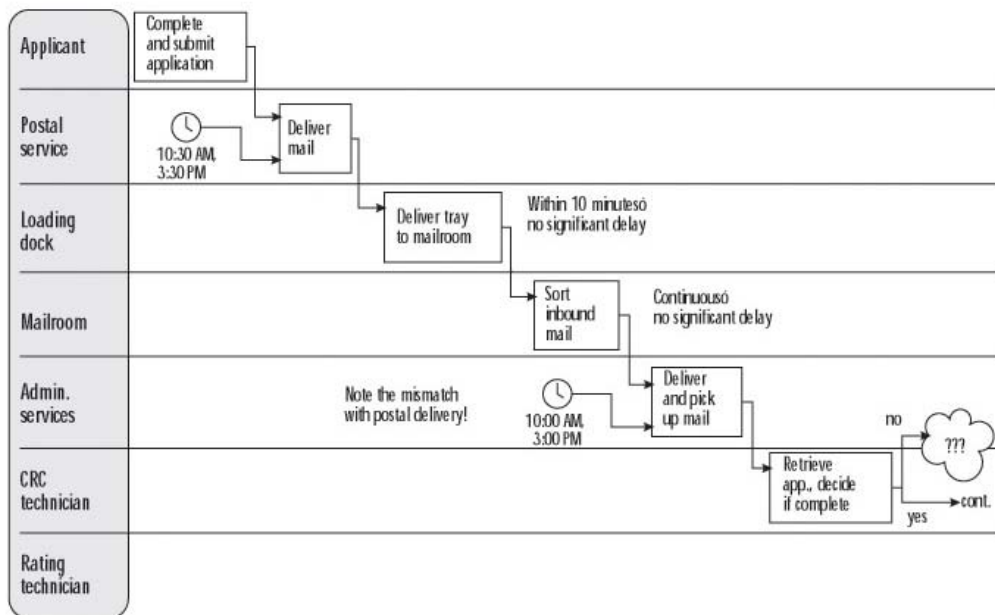 Applicant
Complete
and submit
application
Postal
service
10:30 AM,
3:30 PM
Deliver
mail
Loading
dock
Deliver tray
to mailroom
Within 10 minutesó
no significant delay
Mailroom
Sort
inbound
mail
Continuousó
no significant delay
Admin.
services
Note the mismatch
with postal delivery!
10:00 AM,
3:00 PM
Deliver
and pick
up mail
no
???
CRC
technician
Retrieve
app., decide
if complete
yes
cont.
Rating
technician